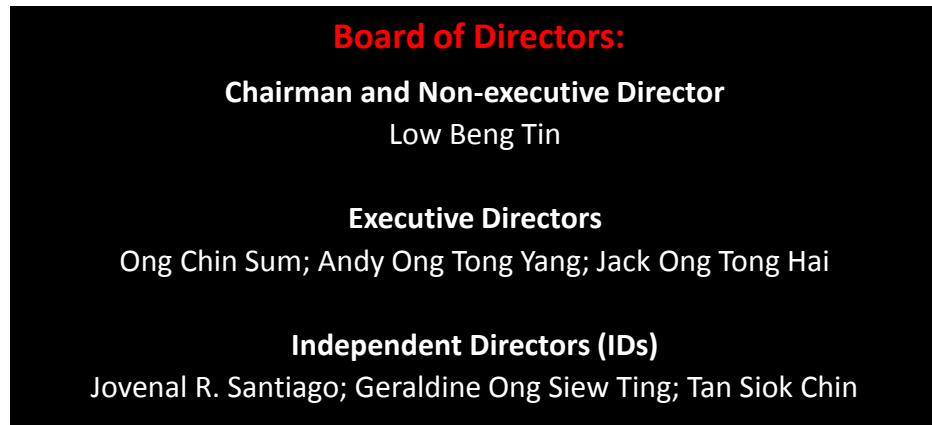 Board of Directors:
Chairman and Non-executive Director
Low Beng Tin
Executive Directors
Ong Chin Sum; Andy Ong Tong Yang; Jack Ong Tong Hai
Independent Directors (IDs)
Jovenal R. Santiago; Geraldine Ong Siew Ting; Tan Siok Chin